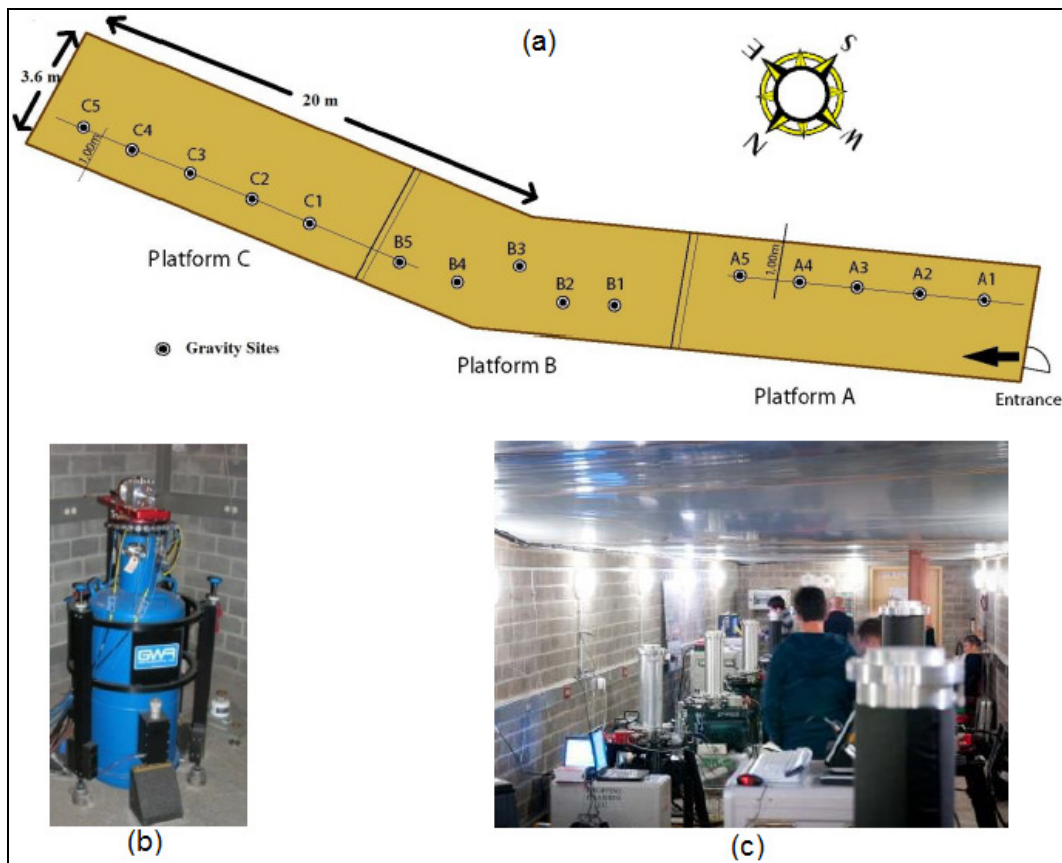 (a)
E
S
N
W
3.6 m
20 m
C5
C4
C3
C2
C1
1,00m
B5
B4
B3
B2
B1
A5
A4
A3
A2
A1
1,00m
Platform C
Gravity Sites
Platform B
Platform A
Entrance
GWR
(b)
(c)